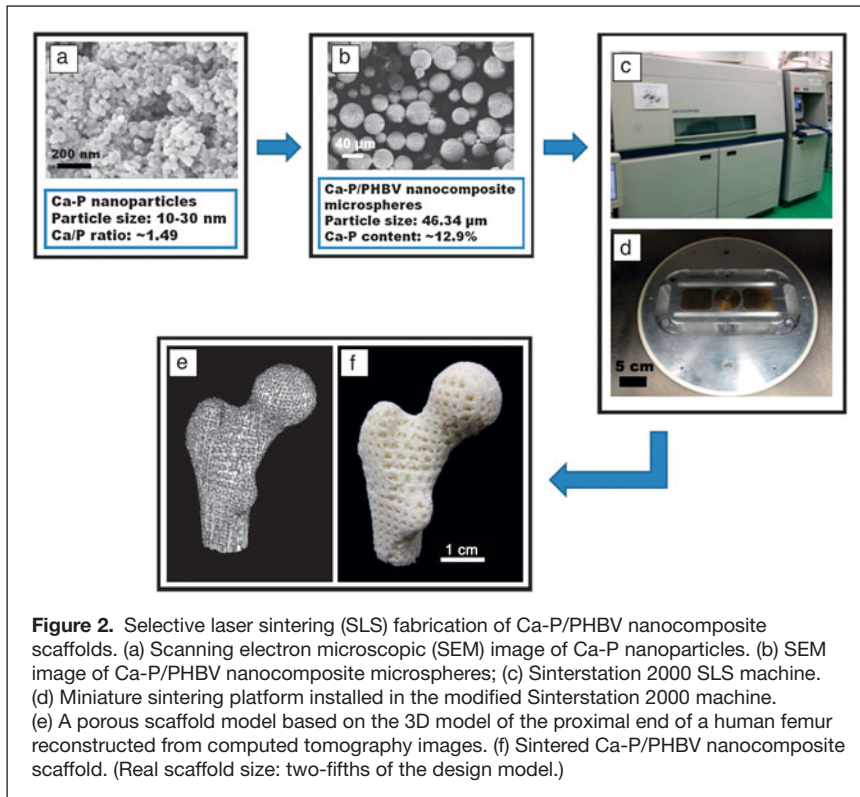 a
200 nm
Ca-P nanoparticles
Particle size: 10-30 nm
Ca/P ratio: ~1.49
b
40 µm
Ca-P/PHBV nanocomposite
microspheres
Particle size: 46.34 µm
Ca-P content: ~12.9%
c
d
5 cm
e
f
1 cm
Figure 2. Selective laser sintering (SLS) fabrication of Ca-P/PHBV nanocomposite
scaffolds. (a) Scanning electron microscopic (SEM) image of Ca-P nanoparticles. (b) SEM
image of Ca-P/PHBV nanocomposite microspheres; (c) Sinterstation 2000 SLS machine.
(d) Miniature sintering platform installed in the modified Sinterstation 2000 machine.
(e) A porous scaffold model based on the 3D model of the proximal end of a human femur
reconstructed from computed tomography images. (f) Sintered Ca-P/PHBV nanocomposite
scaffold. (Real scaffold size: two-fifths of the design model.)